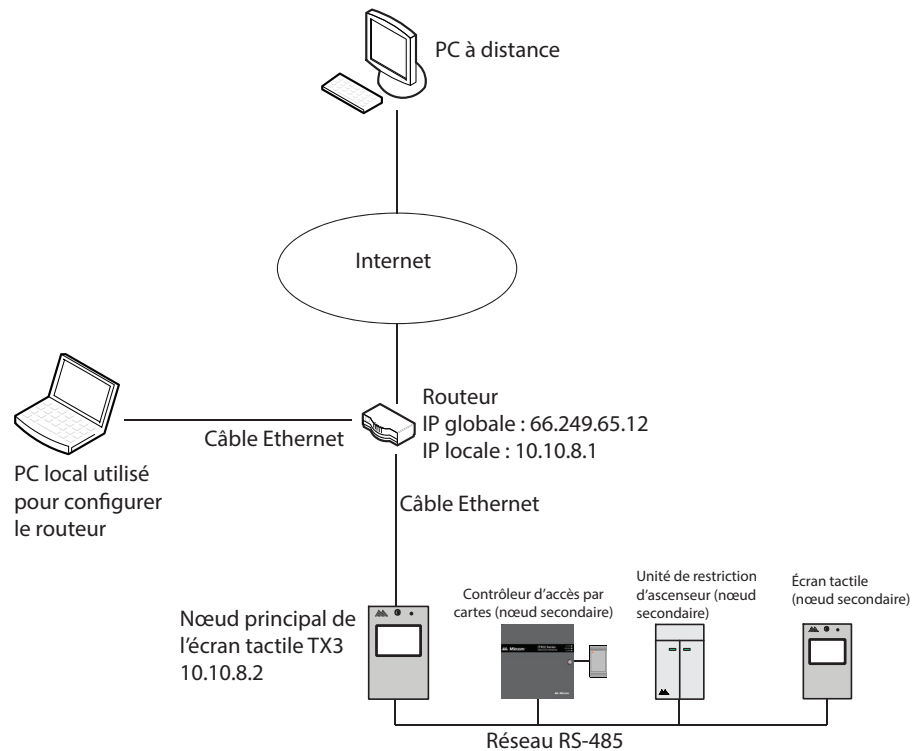 PC à distance
Internet
Routeur
IP globale : 66.249.65.12
IP locale : 10.10.8.1
Câble Ethernet
PC local utilisé
pour configurer
le routeur
Câble Ethernet
Nœud principal de
l'écran tactile TX3
10.10.8.2
Contrôleur d'accès par
cartes (nœud secondaire)
Unité de restriction
d'ascenseur (nœud
secondaire)
Écran tactile
(nœud secondaire)
Mircom
Réseau RS-485